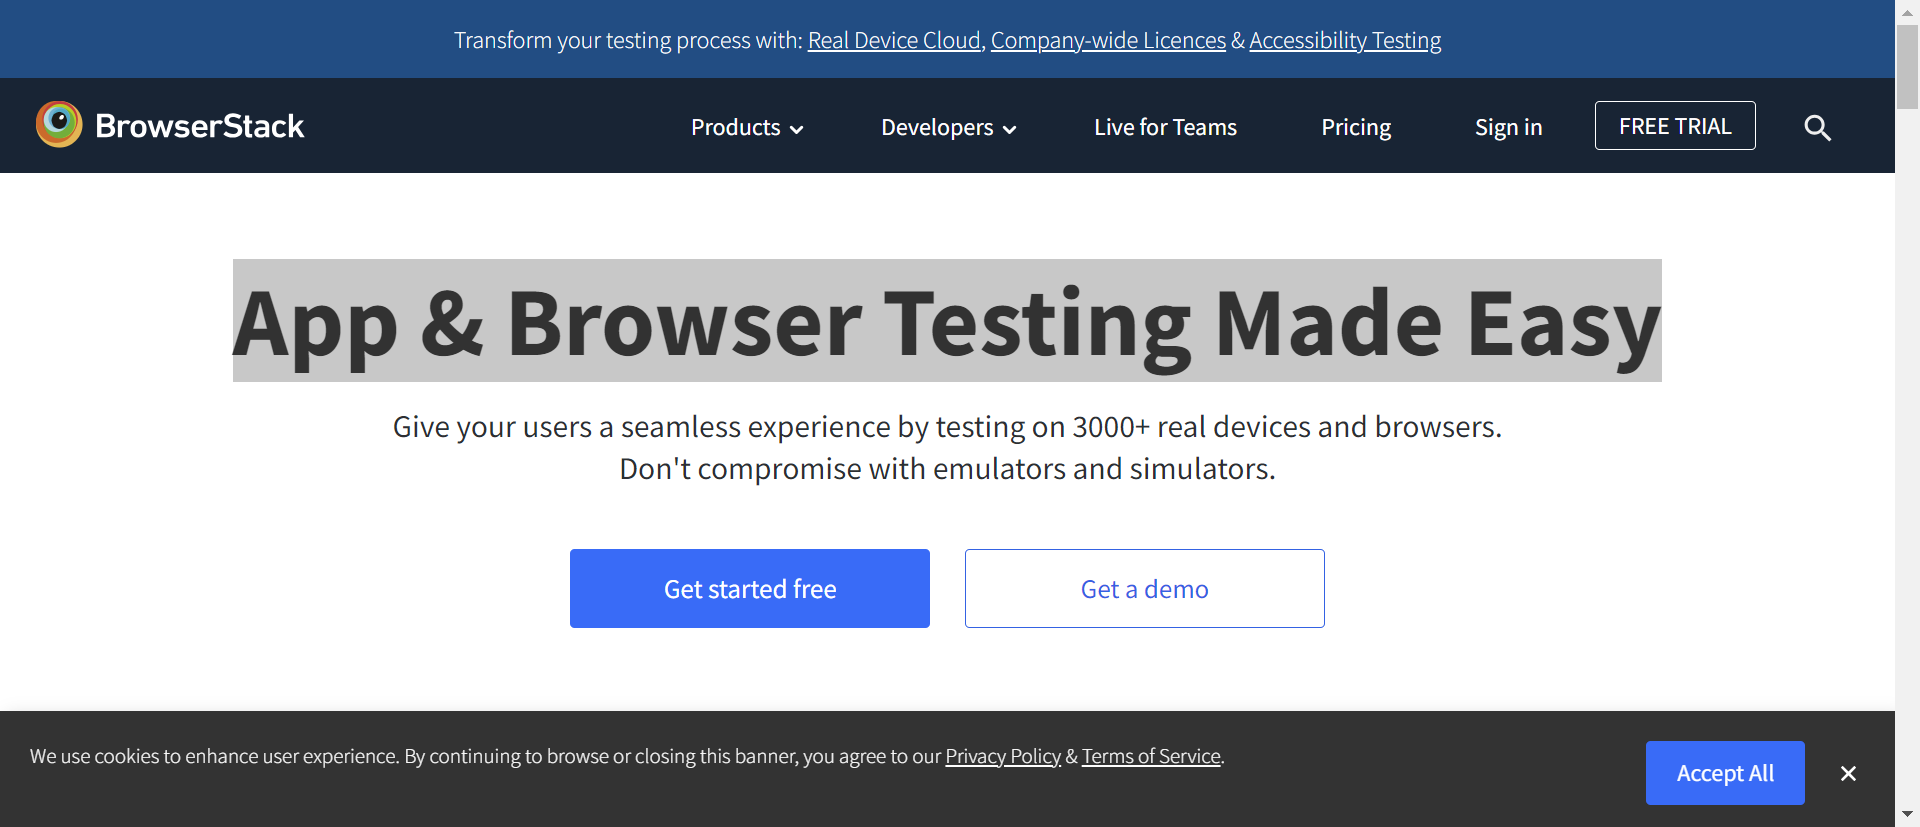 Transform your testing process with: Real Device Cloud, Company-wide Licences & Accessibility Testing
BrowserStack
Products
Developers
Live for Teams
Pricing
Sign in
FREE TRIAL
App & Browser Testing Made Easy
Give your users a seamless experience by testing on 3000+ real devices and browsers.
Don't compromise with emulators and simulators.
Get started free
Get a demo
We use cookies to enhance user experience. By continuing to browse or closing this banner, you agree to our Privacy Policy & Terms of Service.
Accept All